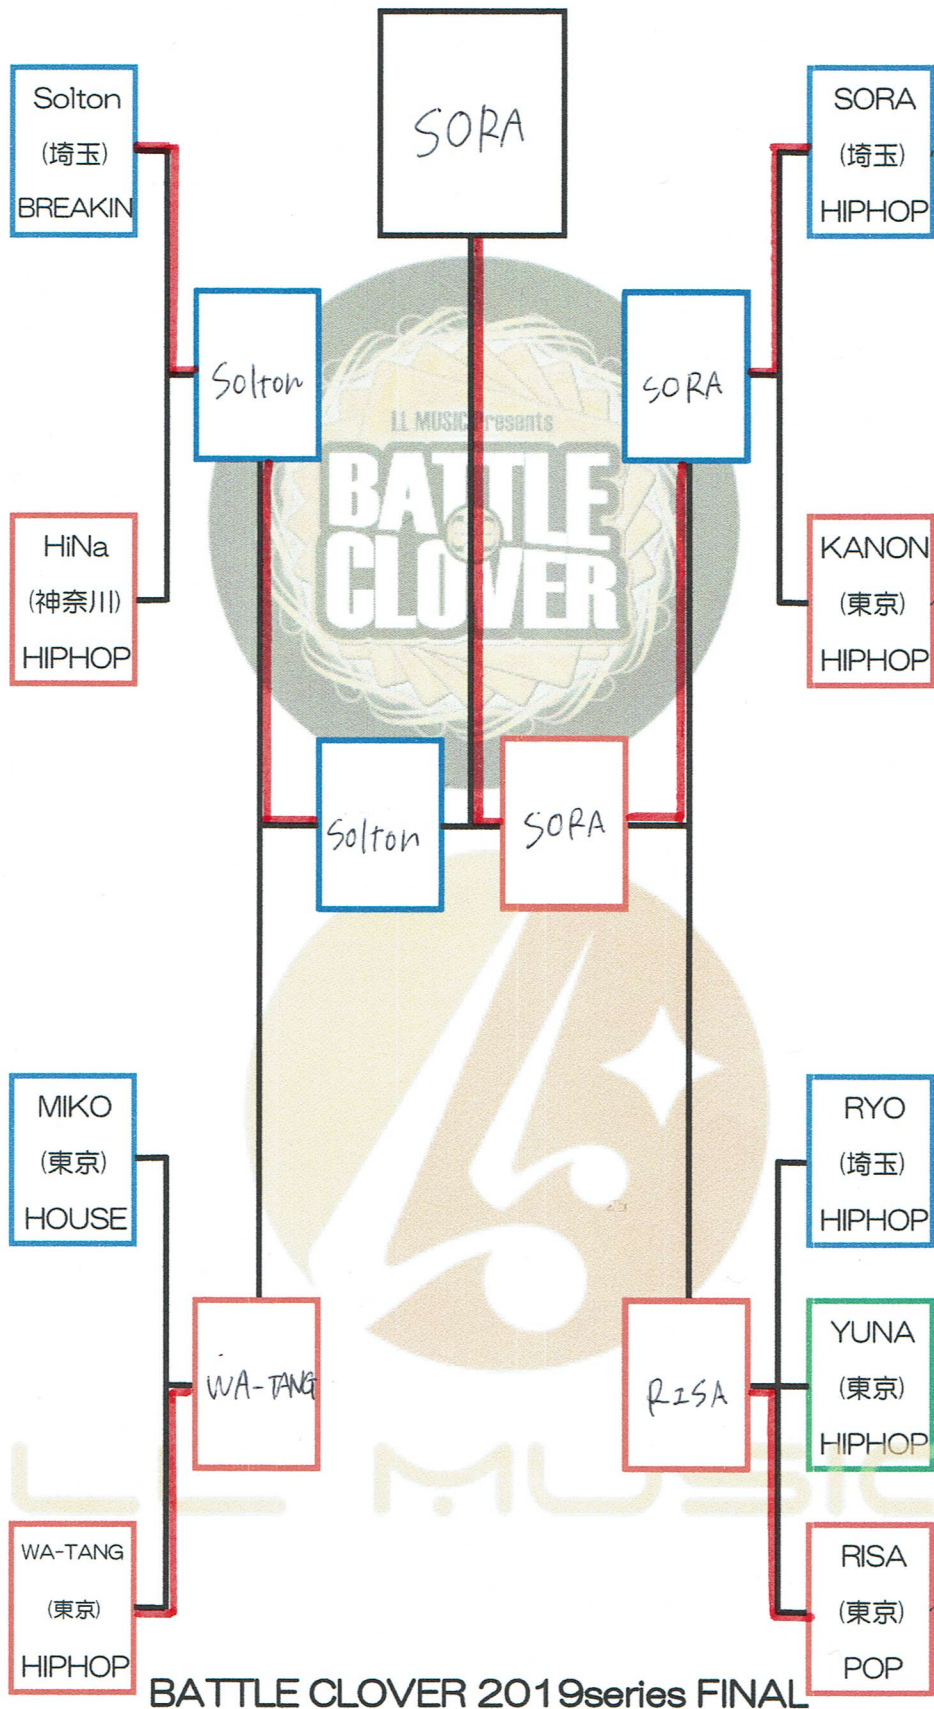 SORA
Solton
(埼玉)
BREAKIN
SORA
(埼玉)
HIPHOP
Solton
SORA
LL MUSIC Presents
BATTLE
CLOVER
HiNa
(神奈川)
HIPHOP
KANON
(東京)
HIPHOP
Solton
SORA
MIKO
(東京)
HOUSE
RYO
(埼玉)
HIPHOP
WA-TANG
RISA
YUNA
(東京)
HIPHOP
LL MUSIC
WA-TANG
(東京)
HIPHOP
RISA
(東京)
POP
BATTLE CLOVER 2019series FINAL